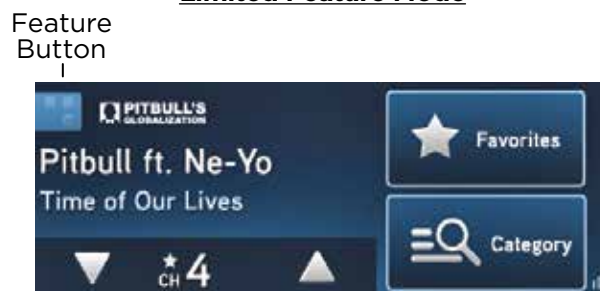 Limited Feature Mode
Feature
Button
PITBULL'S
GLOBALIZATION
Pitbull ft. Ne-Yo
Time of Our Lives
CH 4
Favorites
Category